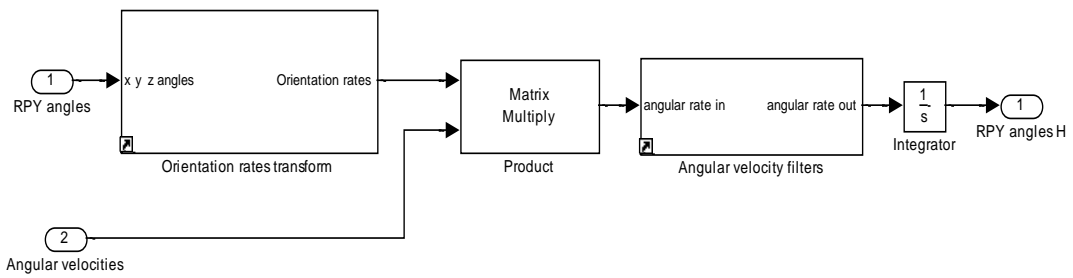 1
RPY angles
x y z angles
Orientation rates
Orientation rates transform
2
Angular velocities
Matrix
Multiply
Product
angular rate in
angular rate out
Angular velocity filters
1
s
Integrator
1
RPY angles H